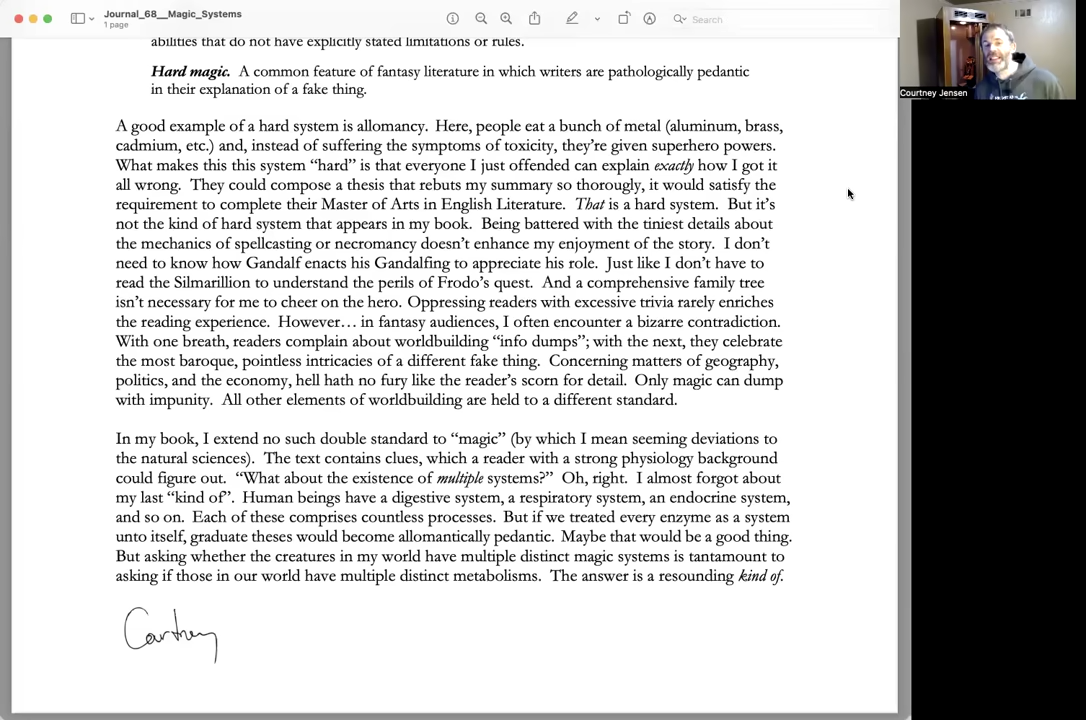 Journal_68__Magic_Systems
1 page
Search
Courtney Jensen
abilities that do not have explicitly stated limitations or rules.
Hard magic. A common feature of fantasy literature in which writers are pathologically pedantic
in their explanation of a fake thing.
A good example of a hard system is allomancy. Here, people eat a bunch of metal (aluminum, brass,
cadmium, etc.) and, instead of suffering the symptoms of toxicity, they're given superhero powers.
What makes this this system “hard” is that everyone I just offended can explain exactly how I got it
all wrong. They could compose a thesis that rebuts my summary so thorougly, it would satisfy the
requirement to complete their Master of Arts in English Literature. That is a hard system. But it's
not the kind of hard system that appears in my book. Being battered with the tiniest details about
the mechanics of spellcasting or necromancy doesn't enhance my enjoyment of the story. I don't
need to know how Gandalf enacts his Gandalfing to appreciate his role. Just like I don't have to
read the Silmarillion to understand the perils of Frodo's quest. And a comprehensive family tree
isn't necessary for me to cheer on the hero. Oppressing readers with excessive trivia rarely enriches
the reading experience. However… in fantasy audiences, I often encounter a bizarre contradiction.
With one breath, readers complain about worldbuilding “info dumps”; with the next, they celebrate
the most baroque, pointless intricacies of a different fake thing. Concerning matters of geography,
politics, and the economy, hell hath no fury like the reader's scorn for detail. Only magic can dump
with impunity. All other elements of worldbuilding are held to a different standard.
In my book, I extend no such double standard to “magic” (by which I mean seeming deviations to
the natural sciences). The text contains clues, which a reader with a strong physiology background
could figure out. “What about the existence of multiple systems?” Oh, right. I almost forgot about
my last “kind of”. Human beings have a digestive system, a respiratory system, an endocrine system,
and so on. Each of these comprises countless processes. But if we treated every enzyme as a system
unto itself, graduate theses would become allomantically pedantic. Maybe that would be a good thing.
But asking whether the creatures in my world have multiple distinct magic systems is tantamount to
asking if those in our world have multiple distinct metabolisms. The answer is a resounding kind of.
Courtney